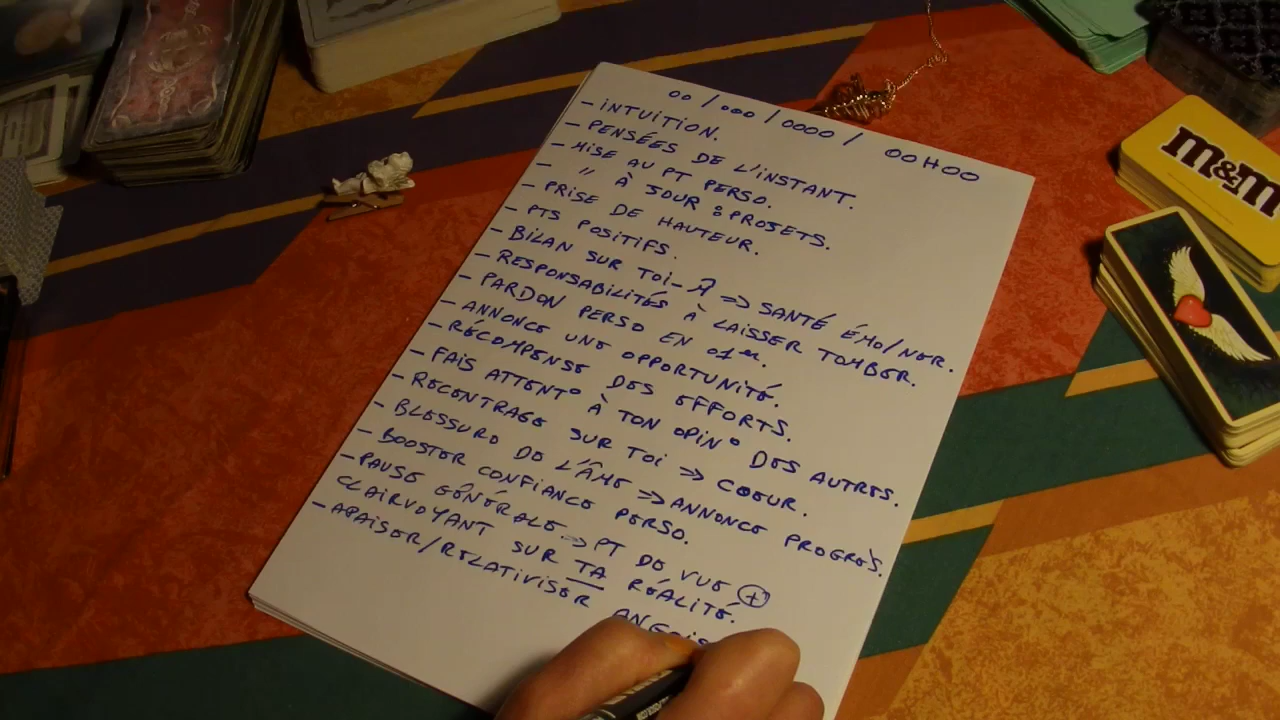 00/000/0000/ 00H00
- INTUITION.
- PENSÉES DE L'INSTANT.
- MISE AU PT PERSO.
- " À JOUR : PROJETS.
- PRISE DE HAUTEUR.
- PTS POSITIFS.
- BILAN SUR TOI- => SANTÉ ÉMO/NER.
- RESPONSABILITÉS À LAISSER TOMBER.
- PARDON PERSO EN 01er.
- ANNONCE UNE OPPORTUNITÉ.
- RÉCOMPENSE DES EFFORTS.
- FAIS ATTENT° À TON OPIN° DES AUTRES.
- RECENTRAGE SUR TOI => COEUR.
- BLESSURE DE L'ÂME => ANNONCE PROGRÈS.
- BOOSTER CONFIANCE PERSO.
- PAUSE GÉNÉRALE => PT DE VUE +
CLAIRVOYANT SUR TA RÉALITÉ.
- APAISER/RELATIVISER
M&M